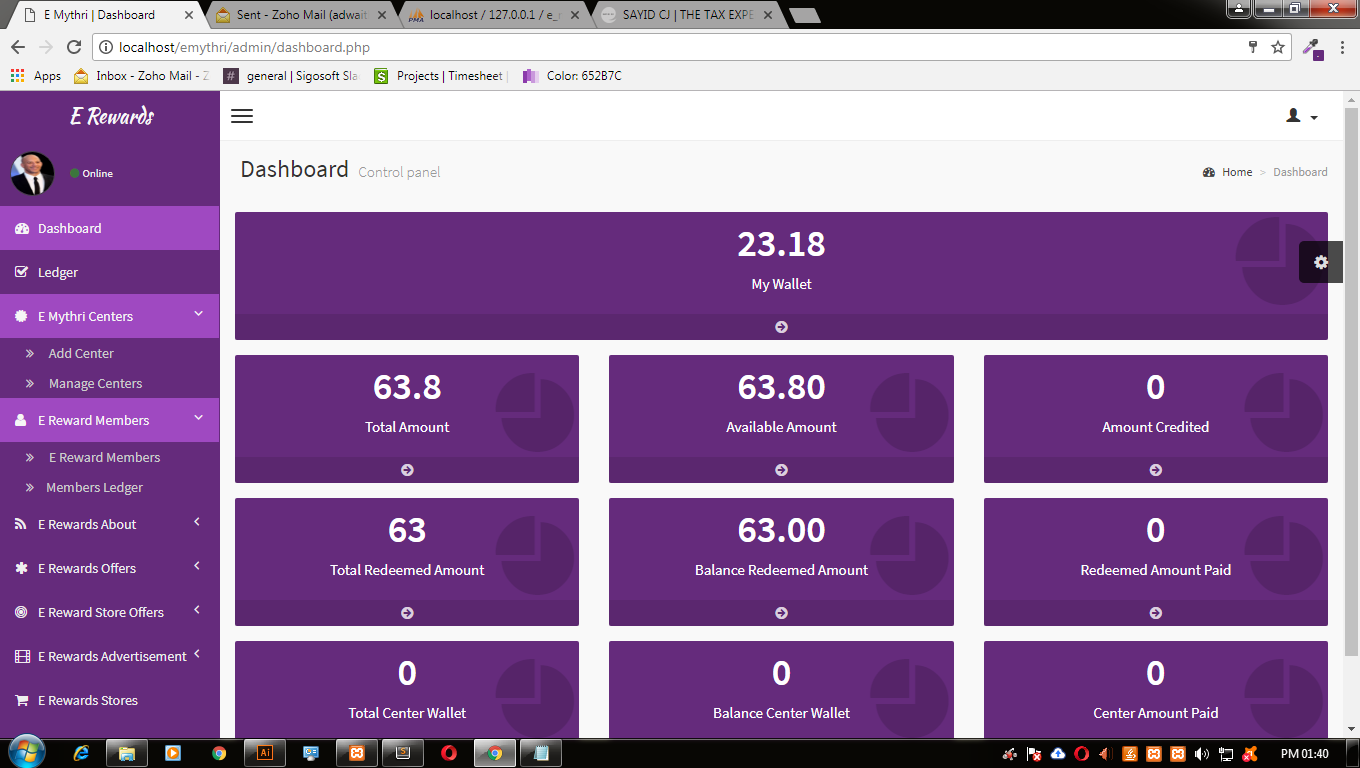 E Mythri | Dashboard
Sent - Zoho Mail (adwait
localhost / 127.0.0.1 / e_
SAYID CJ | THE TAX EXPE
localhost/emythri/admin/dashboard.php
Apps
Inbox - Zoho Mail - Z
general | Sigosoft Sla
Projects | Timesheet |
Color: 652B7C
E Rewards
Online
Dashboard Control panel
Home > Dashboard
Dashboard
Ledger
E Mythri Centers
Add Center
Manage Centers
E Reward Members
E Reward Members
Members Ledger
E Rewards About
E Rewards Offers
E Reward Store Offers
E Rewards Advertisement
E Rewards Stores
23.18
My Wallet
63.8
Total Amount
63.80
Available Amount
0
Amount Credited
63
Total Redeemed Amount
63.00
Balance Redeemed Amount
0
Redeemed Amount Paid
0
Total Center Wallet
0
Balance Center Wallet
0
Center Amount Paid
Ai
PM 01:40